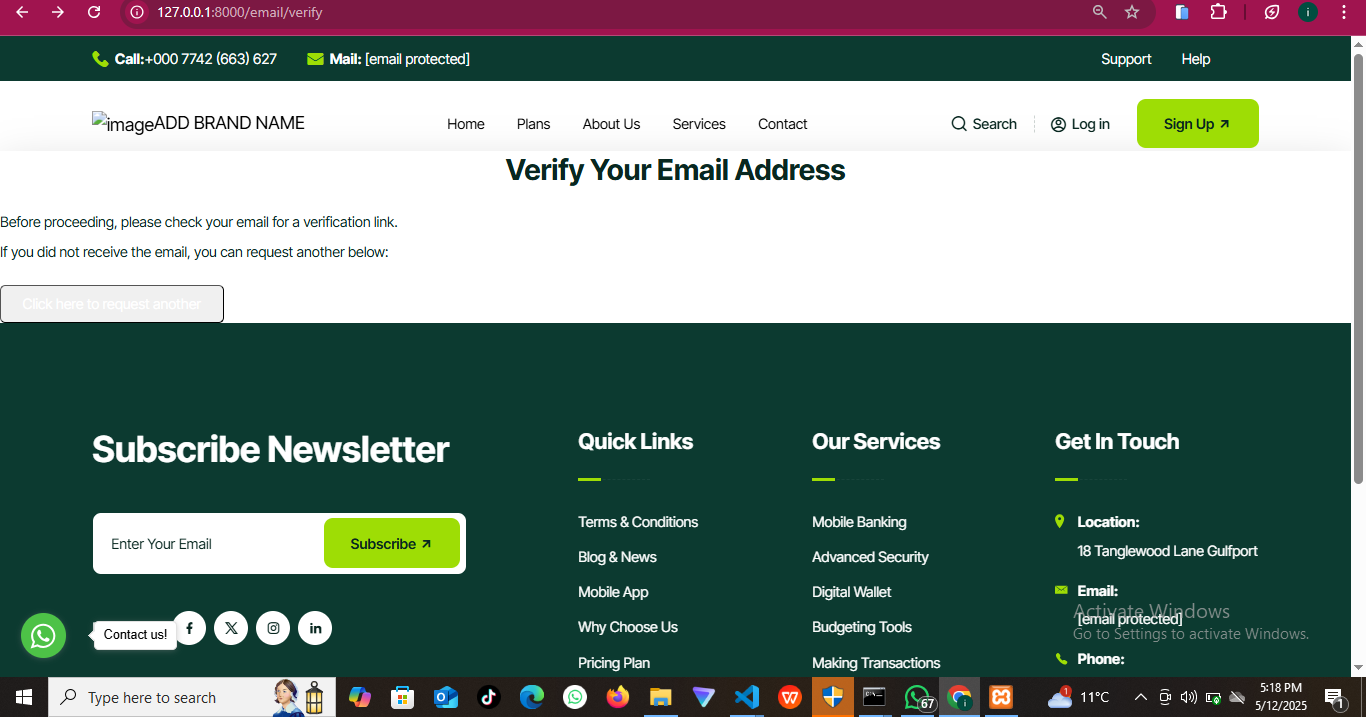 127.0.0.1:8000/email/verify
i
Call:+000 7742 (663) 627 Mail: [email protected] Support Help
imageADD BRAND NAME Home Plans About Us Services Contact Search Log in Sign Up
Verify Your Email Address
Before proceeding, please check your email for a verification link.
If you did not receive the email, you can request another below:
Click here to request another
Subscribe Newsletter
Enter Your Email Subscribe
Contact us!
Quick Links
Terms & Conditions
Blog & News
Mobile App
Why Choose Us
Pricing Plan
Our Services
Mobile Banking
Advanced Security
Digital Wallet
Budgeting Tools
Making Transactions
Get In Touch
Location:
18 Tanglewood Lane Gulfport
Email:
[email protected]
Phone:
Activate Windows
Go to Settings to activate Windows.
Type here to search
67
1
11°C
5:18 PM
5/12/2025
1